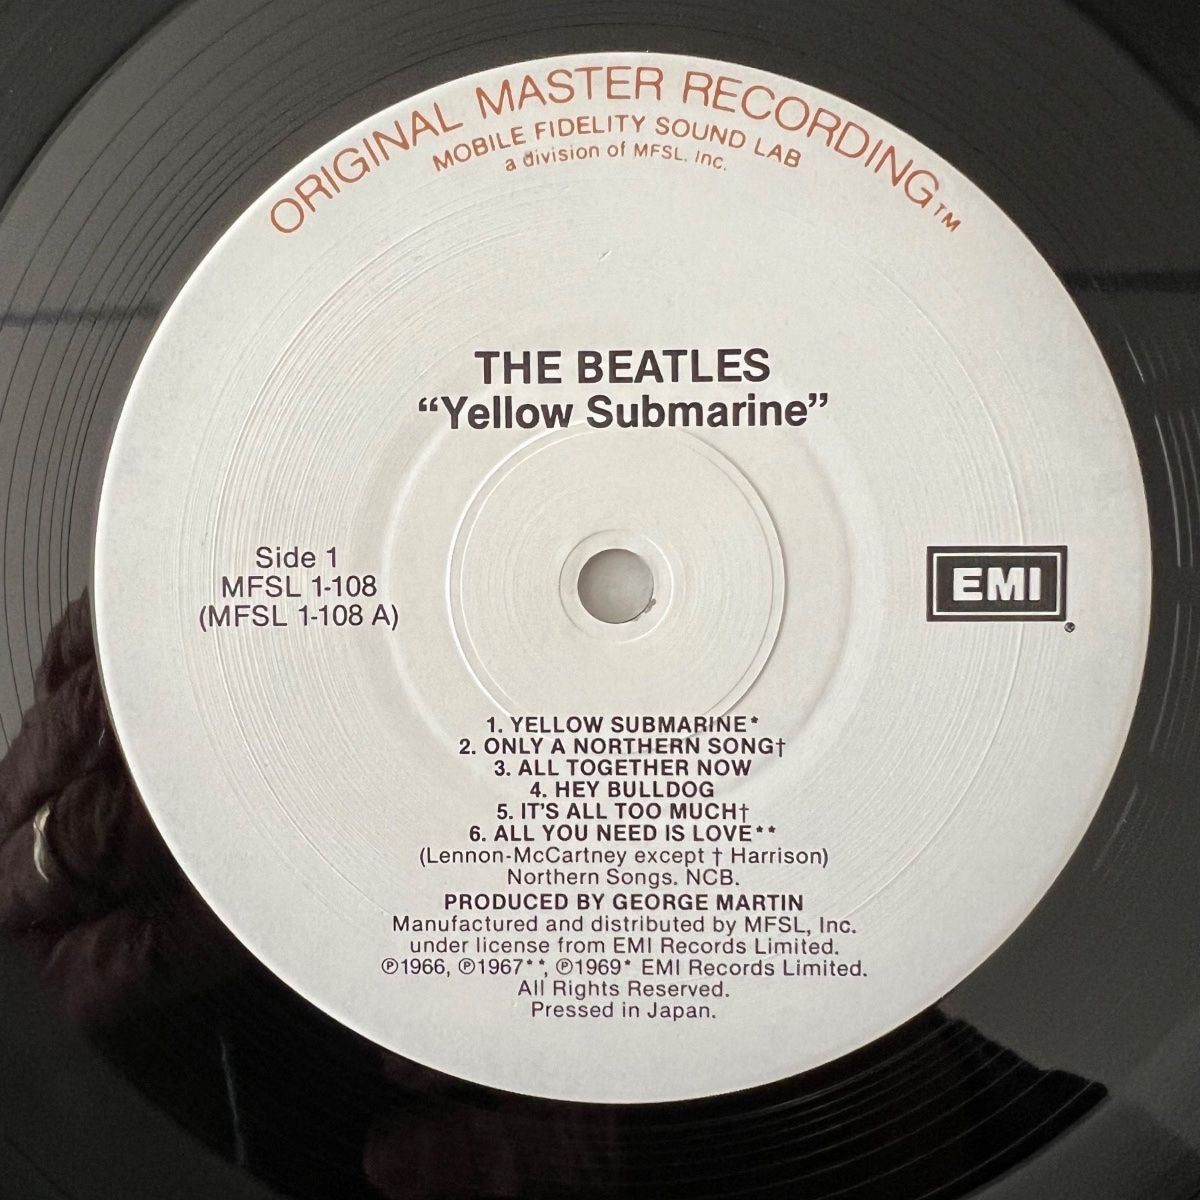 ORIGINAL MASTER RECORDING™
MOBILE FIDELITY SOUND LAB
a division of MFSL. Inc.
THE BEATLES
“Yellow Submarine”
Side 1
MFSL 1-108
(MFSL 1-108 A)
EMI
1. YELLOW SUBMARINE*
2. ONLY A NORTHERN SONG†
3. ALL TOGETHER NOW
4. HEY BULLDOG
5. IT'S ALL TOO MUCH†
6. ALL YOU NEED IS LOVE**
(Lennon-McCartney except † Harrison)
Northern Songs. NCB.
PRODUCED BY GEORGE MARTIN
Manufactured and distributed by MFSL, Inc.
under license from EMI Records Limited.
℗1966, ℗1967**, ℗1969* EMI Records Limited.
All Rights Reserved.
Pressed in Japan.